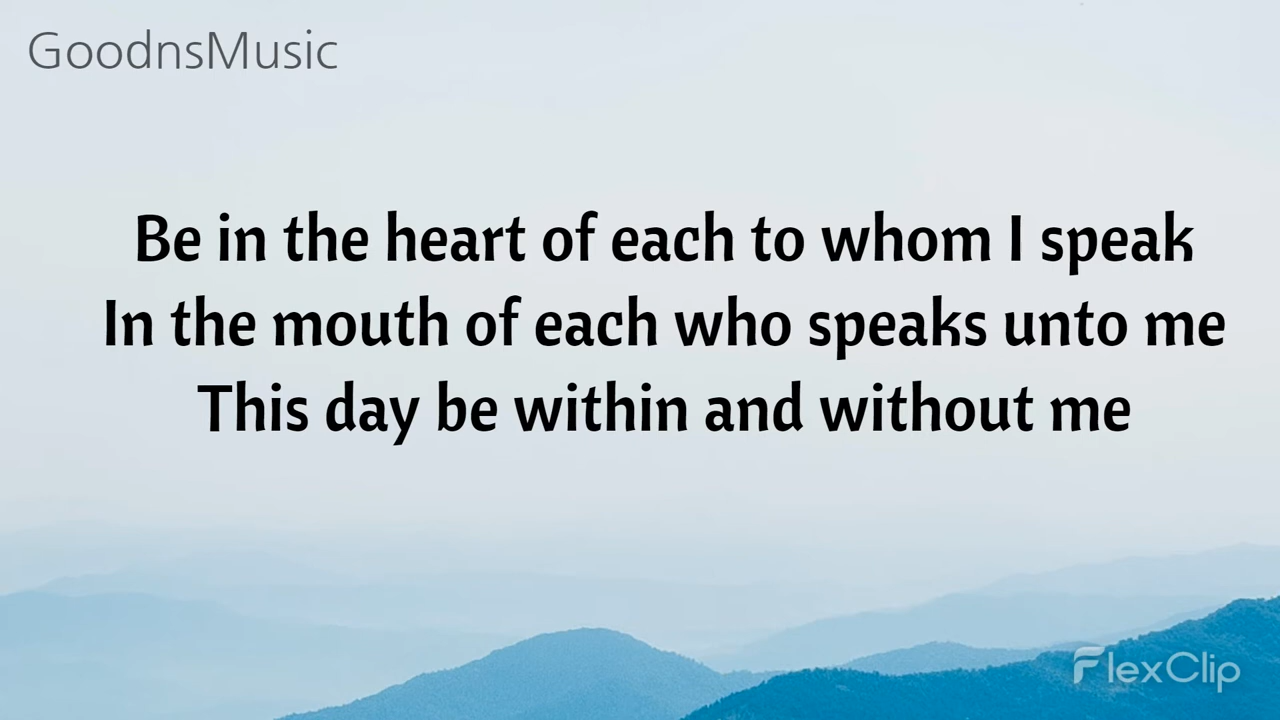 GoodnsMusic
Be in the heart of each to whom I speak
In the mouth of each who speaks unto me
This day be within and without me
FlexClip